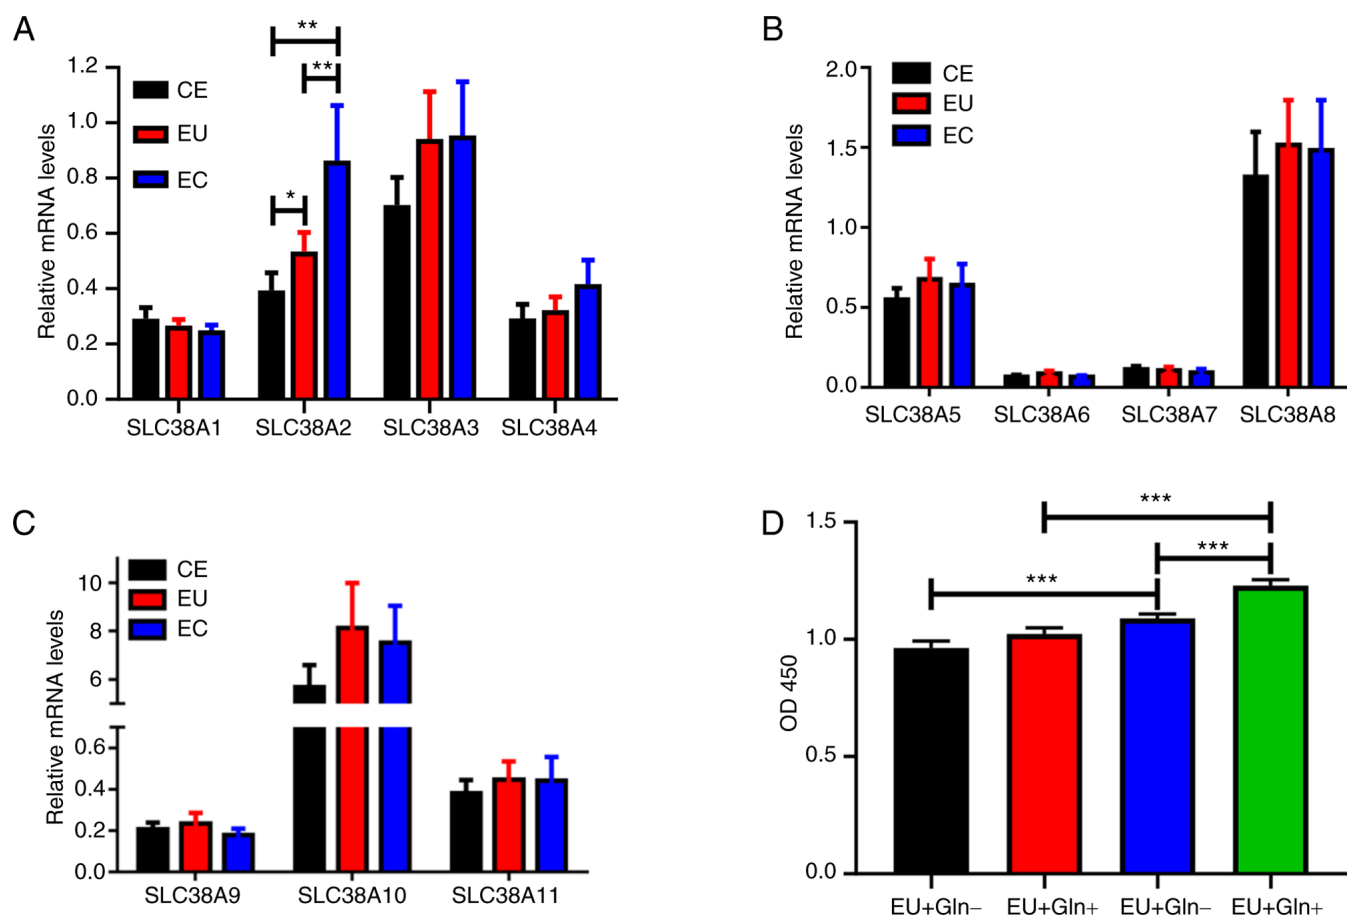 A
**
**
*
CE
EU
EC
Relative mRNA levels
1.2
1.0
0.8
0.6
0.4
0.2
0.0
SLC38A1 SLC38A2 SLC38A3 SLC38A4
B
CE
EU
EC
Relative mRNA levels
2.0
1.5
1.0
0.5
0.0
SLC38A5 SLC38A6 SLC38A7 SLC38A8
C
CE
EU
EC
Relative mRNA levels
10
8
6
0.6
0.4
0.2
0.0
SLC38A9 SLC38A10 SLC38A11
D
***
***
***
OD 450
1.5
1.0
0.5
0.0
EU+Gln− EU+Gln+ EU+Gln− EU+Gln+